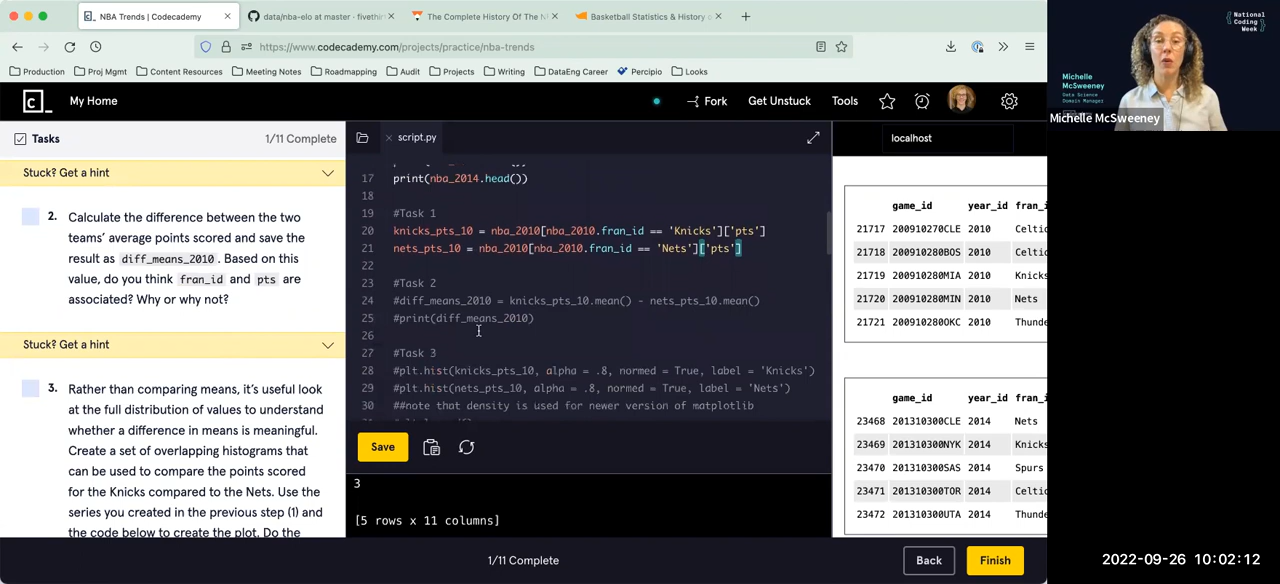 NBA Trends | Codecademy
data/nba-elo at master · fivethi
The Complete History Of The N
Basketball Statistics & History o
https://www.codecademy.com/projects/practice/nba-trends
Production
Proj Mgmt
Content Resources
Meeting Notes
Roadmapping
Audit
Projects
Writing
DataEng Career
Percipio
Looks
My Home
Fork
Get Unstuck
Tools
Tasks
1/11 Complete
script.py
localhost
Stuck? Get a hint
2. Calculate the difference between the two
teams' average points scored and save the
result as diff_means_2010. Based on this
value, do you think fran_id and pts are
associated? Why or why not?
Stuck? Get a hint
3. Rather than comparing means, it's useful look
at the full distribution of values to understand
whether a difference in means is meaningful.
Create a set of overlapping histograms that
can be used to compare the points scored
for the Knicks compared to the Nets. Use the
series you created in the previous step (1) and
the code below to create the plot. Do the
17 print(nba_2014.head())
18
19 #Task 1
20 knicks_pts_10 = nba_2010[nba_2010.fran_id == 'Knicks']['pts']
21 nets_pts_10 = nba_2010[nba_2010.fran_id == 'Nets']['pts']
22
23 #Task 2
24 #diff_means_2010 = knicks_pts_10.mean() - nets_pts_10.mean()
25 #print(diff_means_2010)
26
27 #Task 3
28 #plt.hist(knicks_pts_10, alpha = .8, normed = True, label = 'Knicks')
29 #plt.hist(nets_pts_10, alpha = .8, normed = True, label = 'Nets')
30 ##note that density is used for newer version of matplotlib
Save
3
[5 rows x 11 columns]
game_id year_id fran_i
21717 200910270CLE 2010 Celtic
21718 200910280BOS 2010 Celtic
21719 200910280MIA 2010 Knicks
21720 200910280MIN 2010 Nets
21721 200910280OKC 2010 Thunde
game_id year_id fran_i
23468 201310300CLE 2014 Nets
23469 201310300NYK 2014 Knicks
23470 201310300SAS 2014 Spurs
23471 201310300TOR 2014 Celtic
23472 201310300UTA 2014 Thunde
1/11 Complete
Back
Finish
National
Coding
Week
Michelle
McSweeney
Data Science
Domain Manager
Michelle McSweeney
2022-09-26 10:02:12